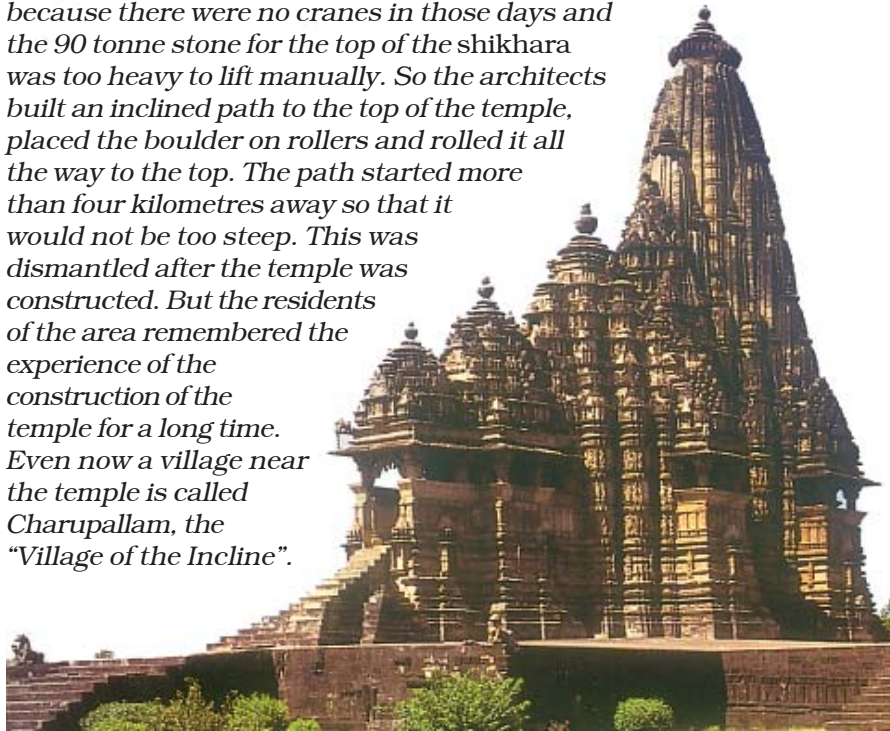 because there were no cranes in those days and
the 90 tonne stone for the top of the shikhara
was too heavy to lift manually. So the architects
built an inclined path to the top of the temple,
placed the boulder on rollers and rolled it all
the way to the top. The path started more
than four kilometres away so that it
would not be too steep. This was
dismantled after the temple was
constructed. But the residents
of the area remembered the
experience of the
construction of the
temple for a long time.
Even now a village near
the temple is called
Charupallam, the
“Village of the Incline”.